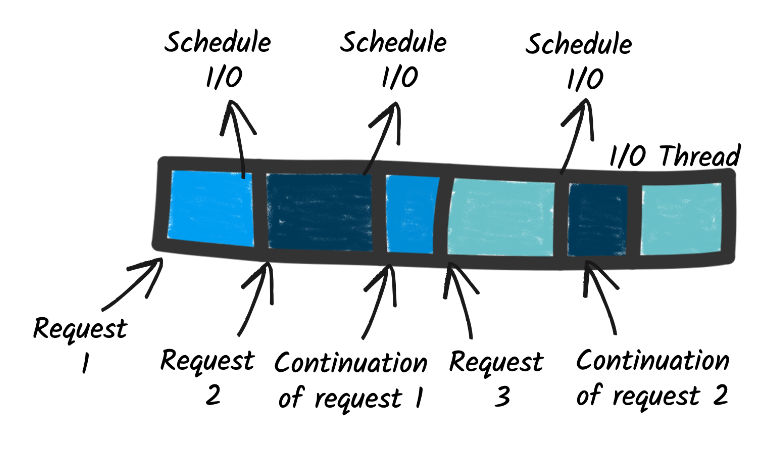 Schedule
I/O
Schedule
I/O
Schedule
I/O
I/O Thread
Request
1
Request
2
Continuation
of request 1
Request
3
Continuation
of request 2